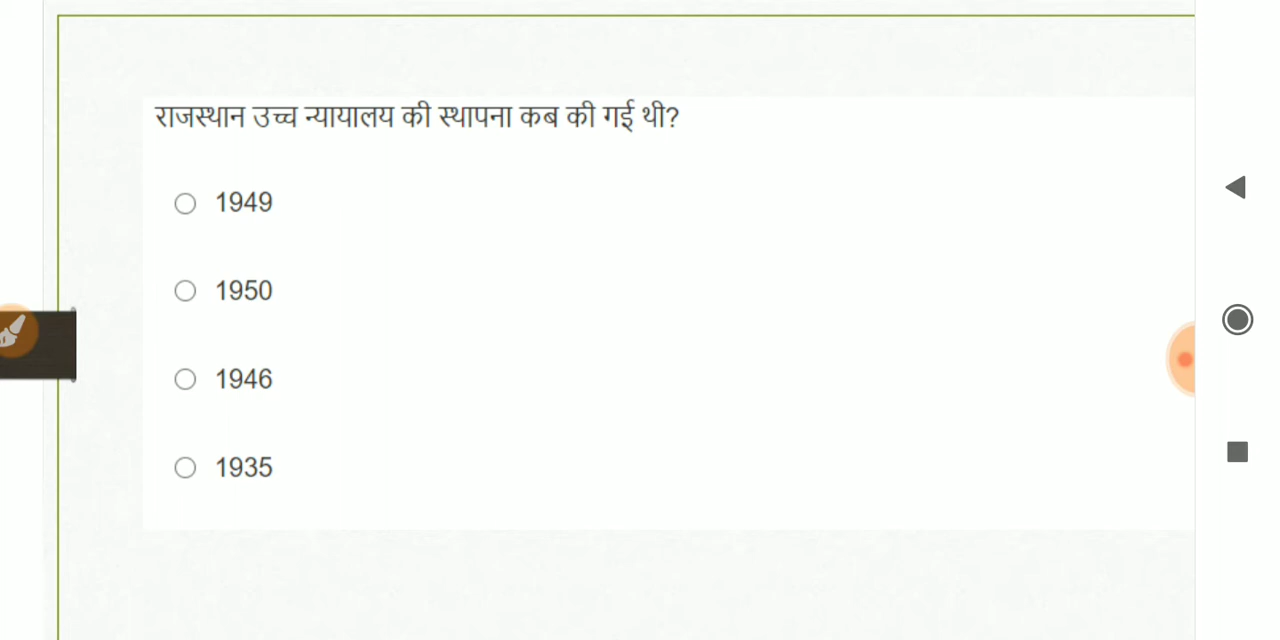 राजस्थान उच्च न्यायालय की स्थापना कब की गई थी?
1949
1950
1946
1935